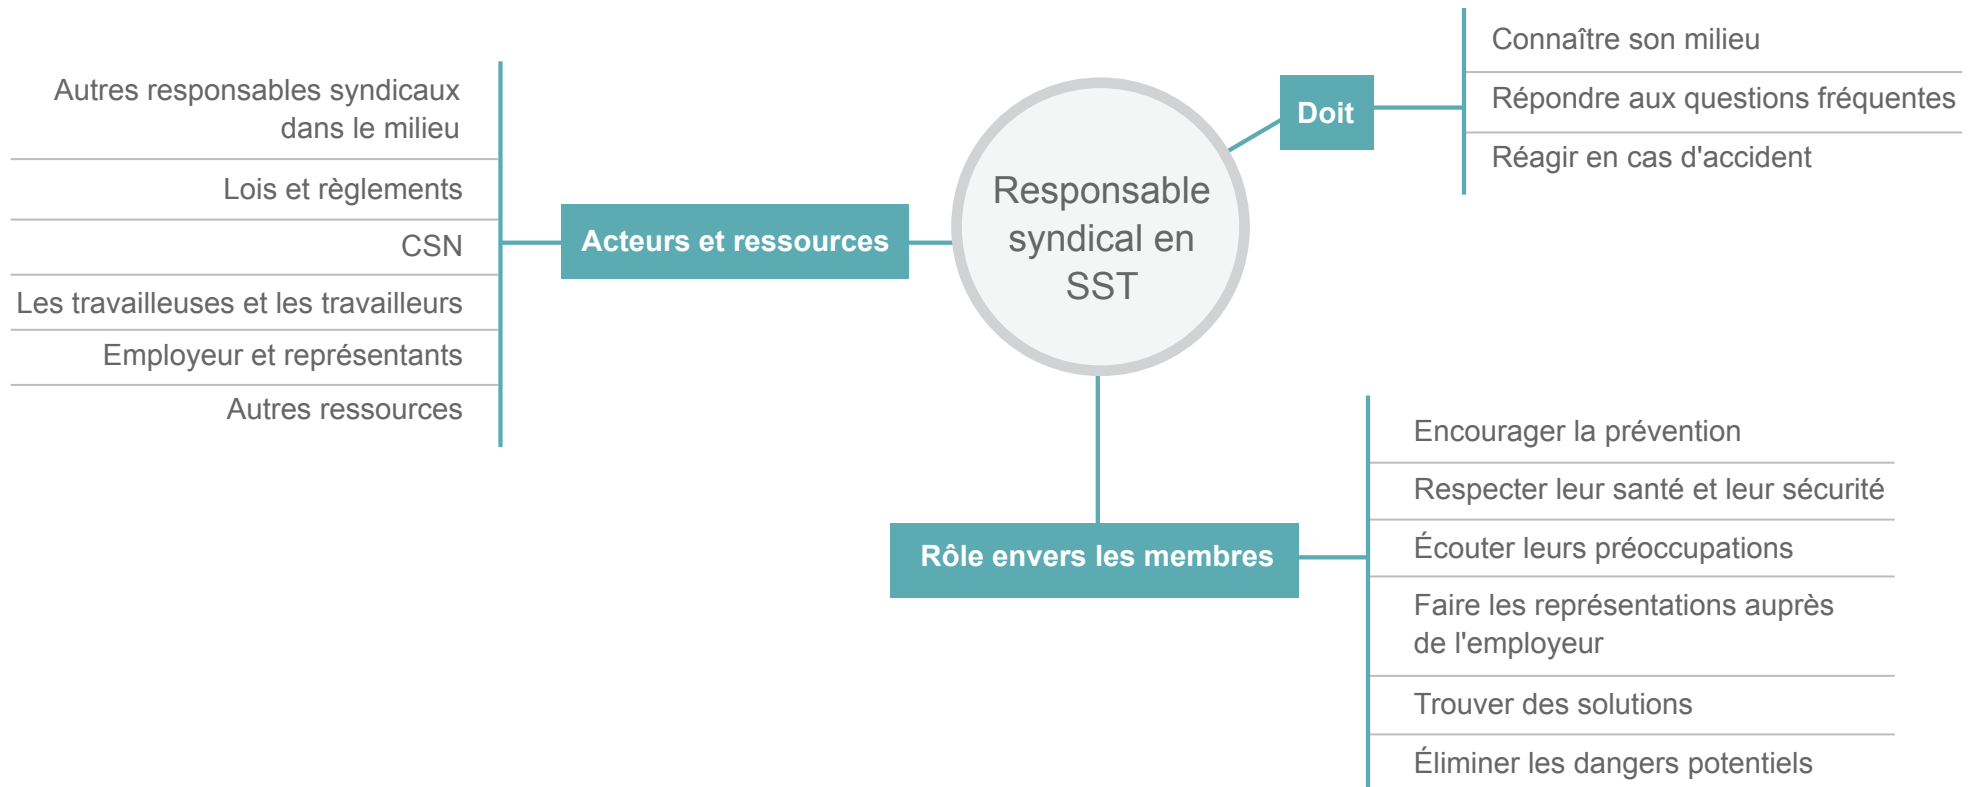 Responsable
syndical en
SST
Doit
Connaître son milieu
Répondre aux questions fréquentes
Réagir en cas d'accident
Acteurs et ressources
Autres responsables syndicaux
dans le milieu
Lois et règlements
CSN
Les travailleuses et les travailleurs
Employeur et représentants
Autres ressources
Rôle envers les membres
Encourager la prévention
Respecter leur santé et leur sécurité
Écouter leurs préoccupations
Faire les représentations auprès
de l'employeur
Trouver des solutions
Éliminer les dangers potentiels